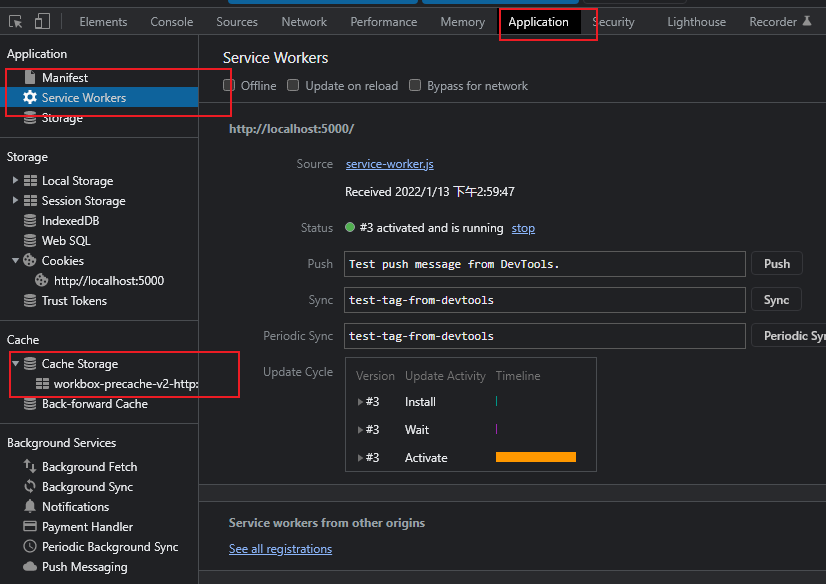 Elements Console Sources Network Performance Memory Application Security Lighthouse Recorder
Application
Manifest
Service Workers
Storage
Storage
Local Storage
Session Storage
IndexedDB
Web SQL
Cookies
http://localhost:5000
Trust Tokens
Cache
Cache Storage
workbox-precache-v2-http:
Back-forward Cache
Background Services
Background Fetch
Background Sync
Notifications
Payment Handler
Periodic Background Sync
Push Messaging
Service Workers
Offline Update on reload Bypass for network
http://localhost:5000/
Source service-worker.js
Received 2022/1/13 下午2:59:47
Status #3 activated and is running stop
Push Test push message from DevTools. Push
Sync test-tag-from-devtools Sync
Periodic Sync test-tag-from-devtools Periodic Sy
Update Cycle Version Update Activity Timeline
#3 Install
#3 Wait
#3 Activate
Service workers from other origins
See all registrations